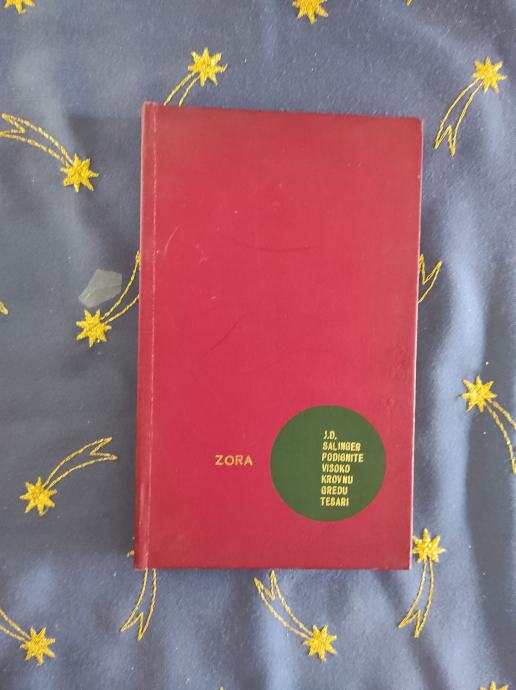 ZORA
J.D.
SALINGER
PODIGNITE
VISOKO
KROVNU
GREDU
TESARI